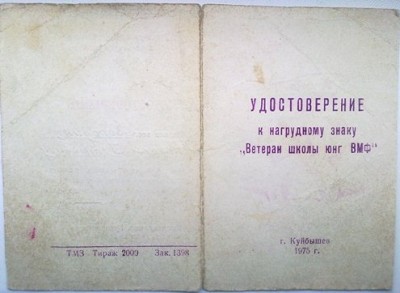 ТМЗ Тираж 2000 Зак. 1398
УДОСТОВЕРЕНИЕ
к нагрудному знаку
„Ветеран школы юнг ВМФ“
г. Куйбышев
1975 г.